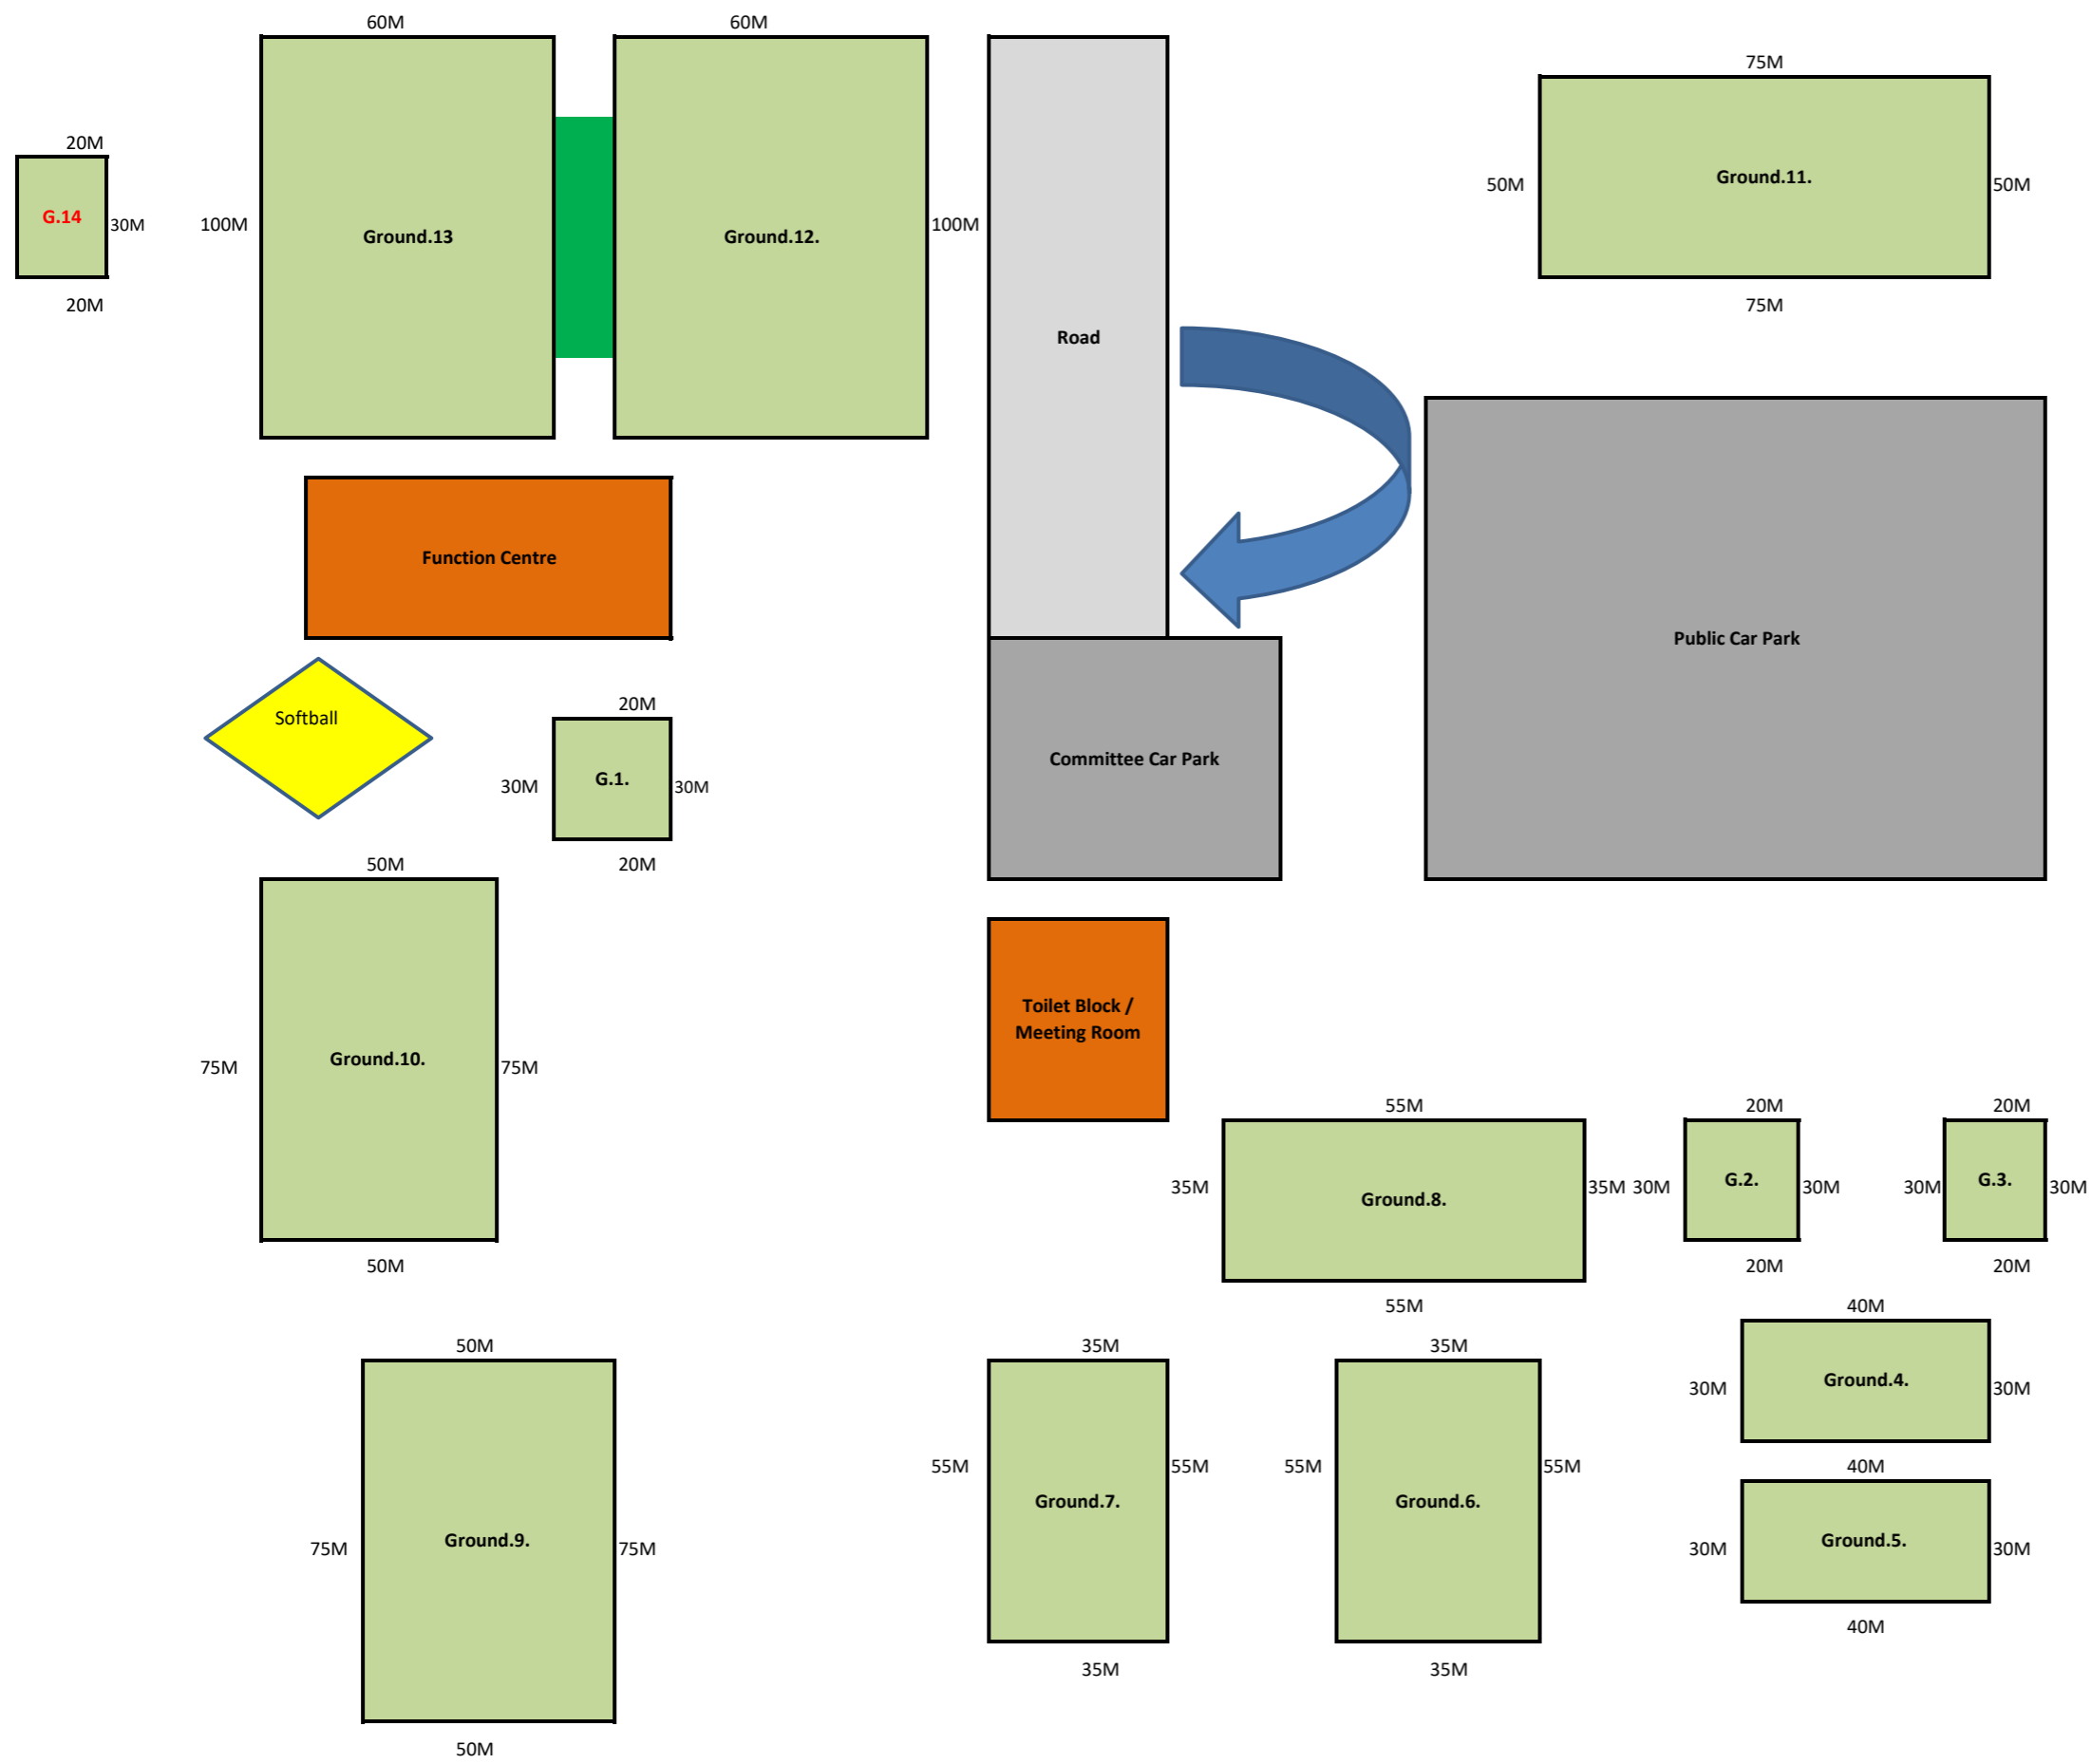 60M
60M
75M
20M
G.14
30M
20M
100M
Ground.13
Ground.12.
100M
Road
50M
Ground.11.
50M
75M
Function Centre
Public Car Park
Softball
20M
30M
G.1.
30M
20M
Committee Car Park
50M
75M
Ground.10.
75M
50M
Toilet Block /
Meeting Room
55M
35M
Ground.8.
35M
55M
20M
30M
G.2.
30M
20M
20M
30M
G.3.
30M
20M
40M
30M
Ground.4.
30M
40M
30M
Ground.5.
30M
40M
50M
75M
Ground.9.
75M
50M
35M
55M
Ground.7.
55M
35M
35M
55M
Ground.6.
55M
35M